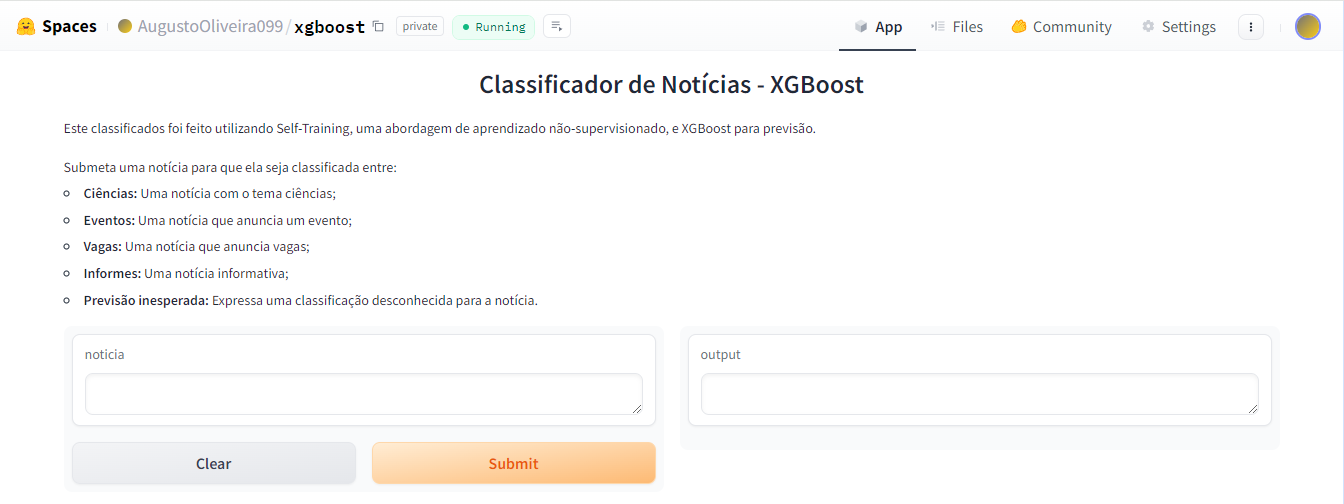 Spaces AugustoOliveira099/xgboost private Running App Files Community Settings
Classificador de Notícias - XGBoost
Este classificados foi feito utilizando Self-Training, uma abordagem de aprendizado não-supervisionado, e XGBoost para previsão.
Submeta uma notícia para que ela seja classificada entre:
Ciências: Uma notícia com o tema ciências;
Eventos: Uma notícia que anuncia um evento;
Vagas: Uma notícia que anuncia vagas;
Informes: Uma notícia informativa;
Previsão inesperada: Expressa uma classificação desconhecida para a notícia.
noticia output
Clear Submit